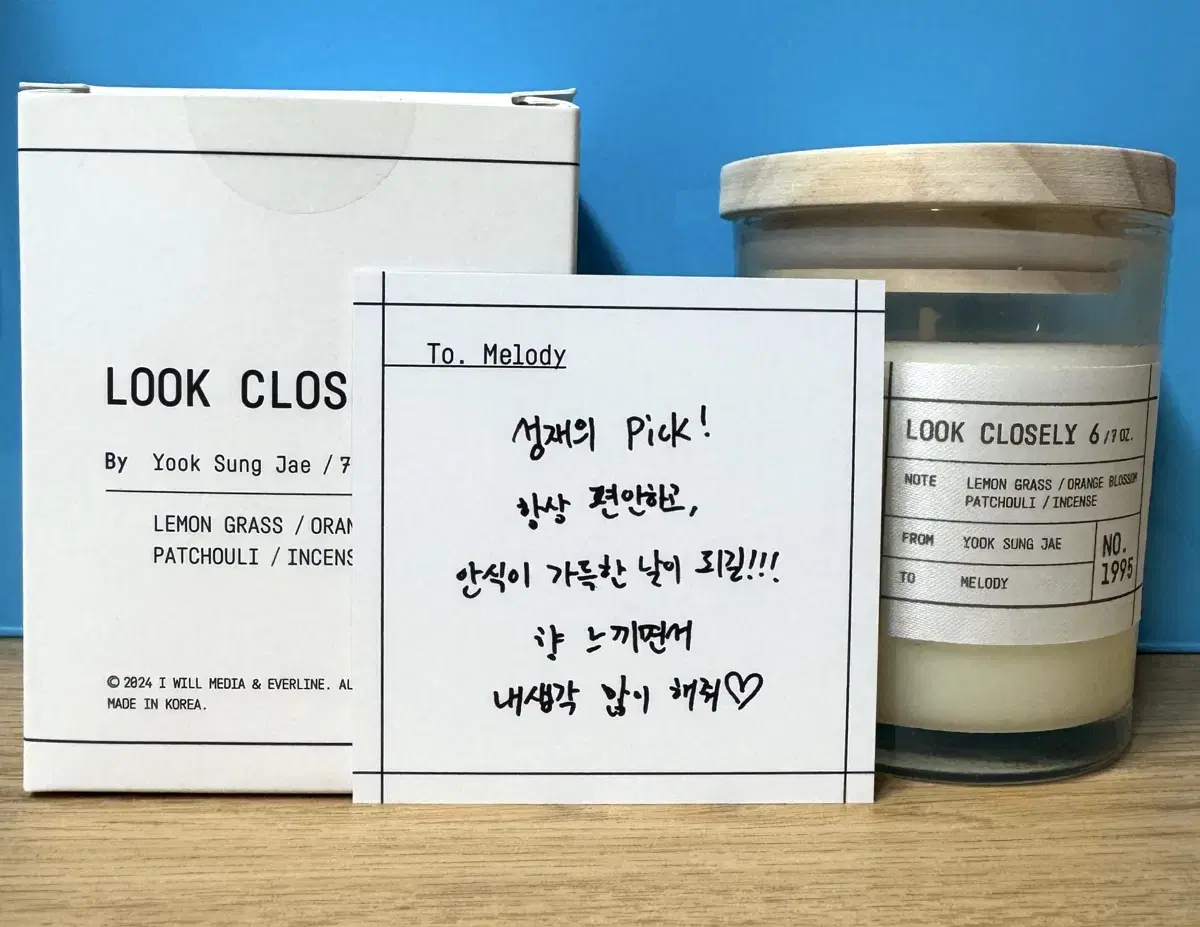 LOOK CLOS
By Yook Sung Jae / 7
LEMON GRASS / ORAN
PATCHOULI / INCENS
© 2024 I WILL MEDIA & EVERLINE. AL
MADE IN KOREA.
To. Melody
성재의 Pick!
항상 편안하고,
안식이 가득한 날이 되길!!!
향 느끼면서
내생각 많이 해줘♡
LOOK CLOSELY 6/7 OZ.
NOTE LEMON GRASS / ORANGE BLOSSOM
PATCHOULI / INCENSE
FROM YOOK SUNG JAE
TO MELODY
NO.
1995